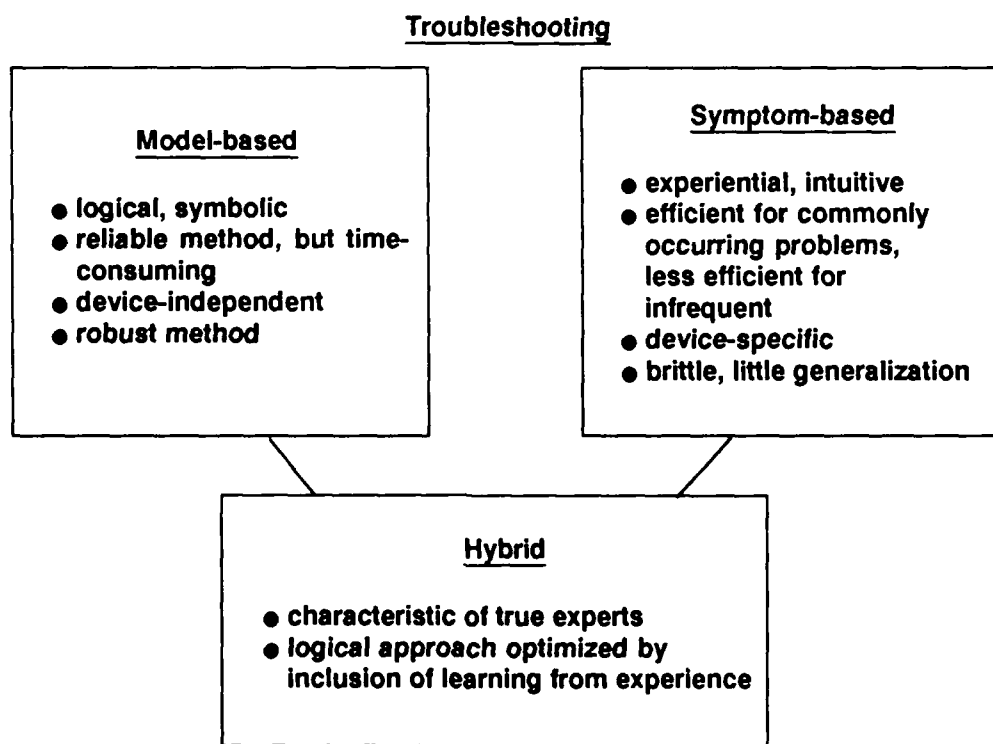 Troubleshooting
Model-based
● logical, symbolic
● reliable method, but time-
consuming
● device-independent
● robust method
Symptom-based
● experiential, intuitive
● efficient for commonly
occurring problems,
less efficient for
infrequent
● device-specific
● brittle, little generalization
Hybrid
● characteristic of true experts
● logical approach optimized by
inclusion of learning from experience